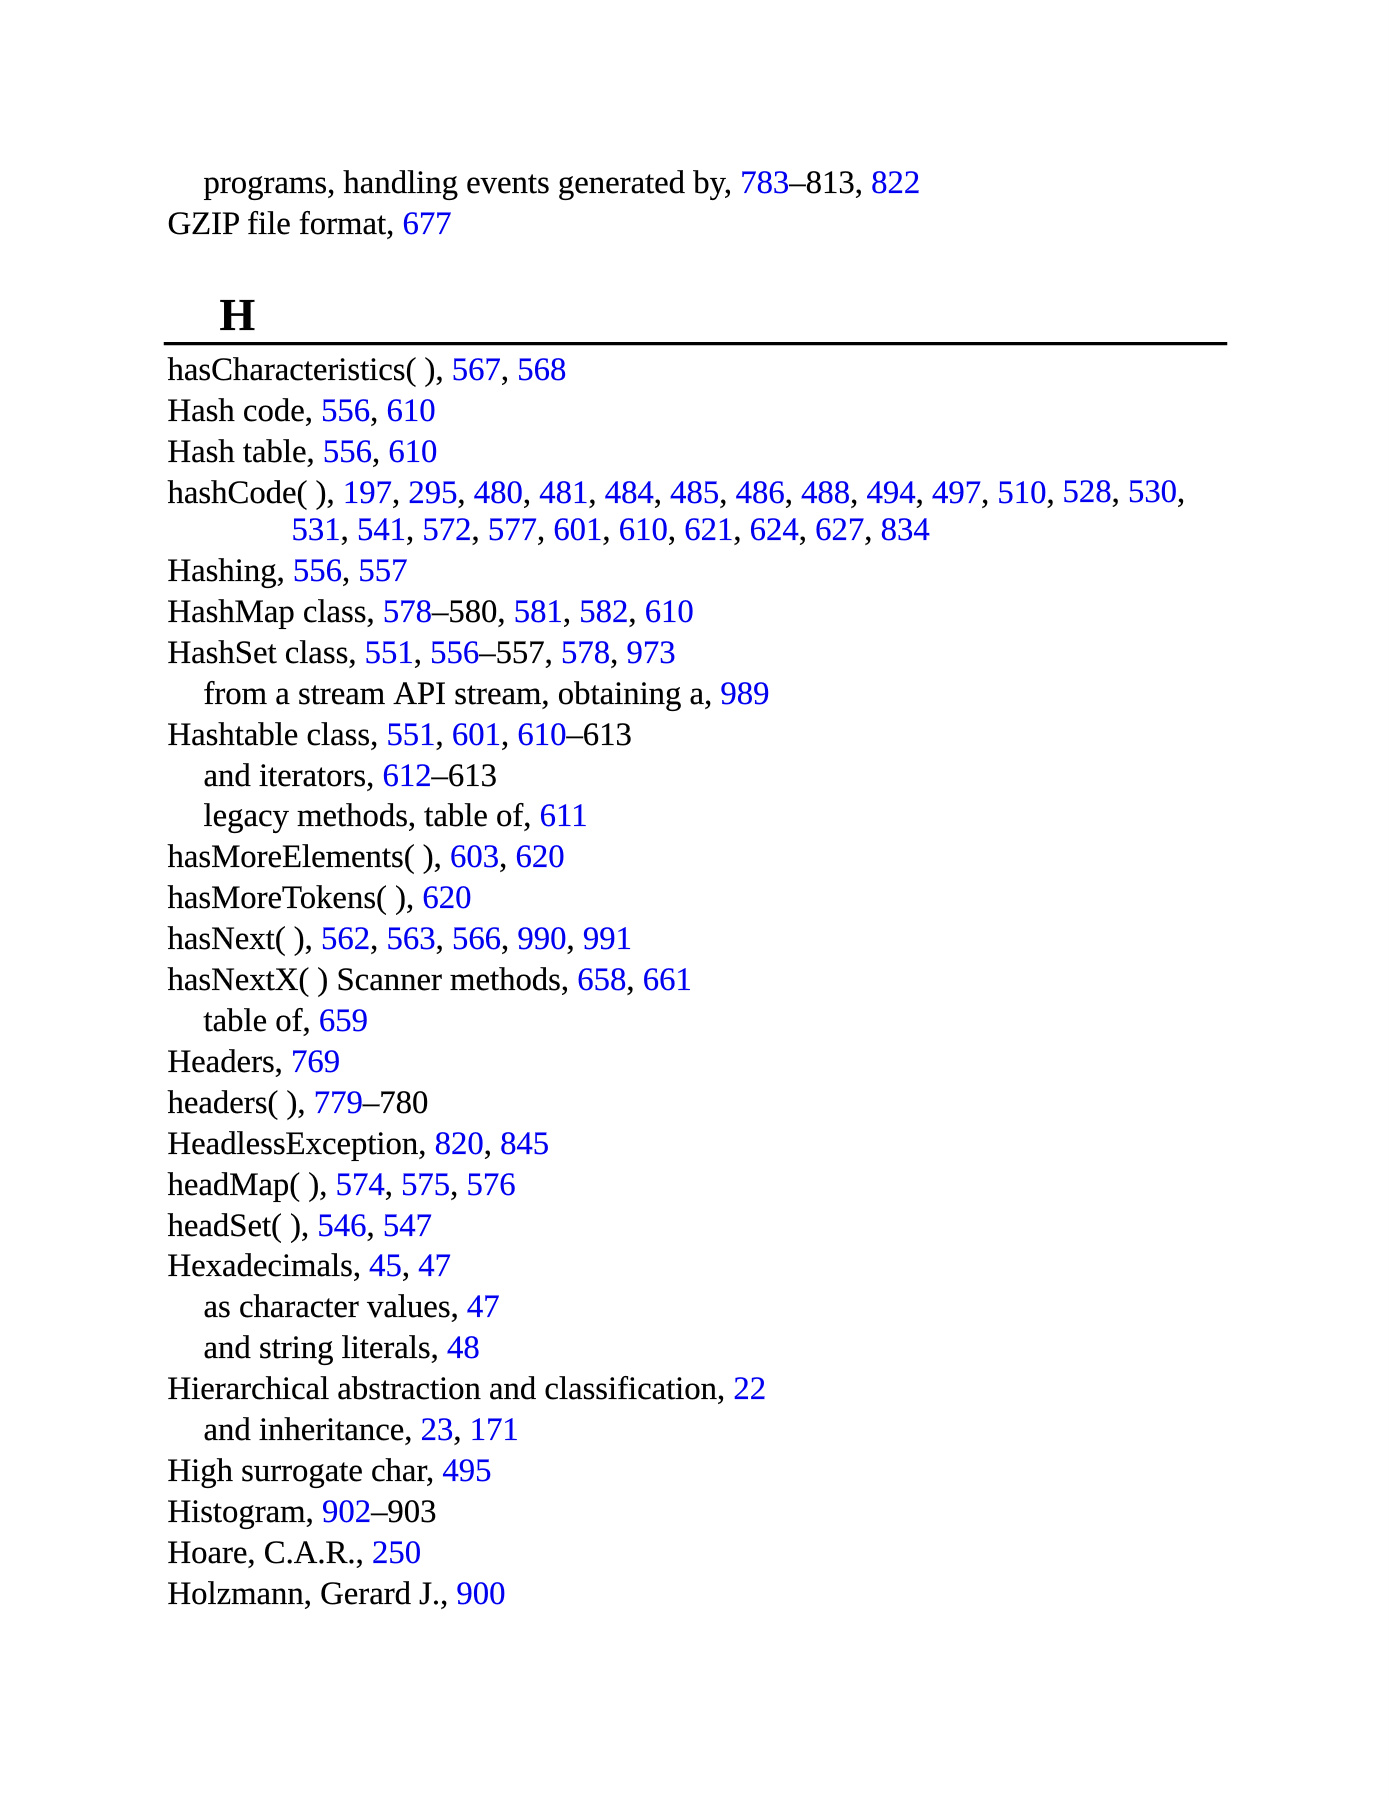 programs, handling events generated by, 783–813, 822
GZIP file format, 677
H
hasCharacteristics( ), 567, 568
Hash code, 556, 610
Hash table, 556, 610
hashCode( ), 197, 295, 480, 481, 484, 485, 486, 488, 494, 497, 510, 528, 530,
531, 541, 572, 577, 601, 610, 621, 624, 627, 834
Hashing, 556, 557
HashMap class, 578–580, 581, 582, 610
HashSet class, 551, 556–557, 578, 973
from a stream API stream, obtaining a, 989
Hashtable class, 551, 601, 610–613
and iterators, 612–613
legacy methods, table of, 611
hasMoreElements( ), 603, 620
hasMoreTokens( ), 620
hasNext( ), 562, 563, 566, 990, 991
hasNextX( ) Scanner methods, 658, 661
table of, 659
Headers, 769
headers( ), 779–780
HeadlessException, 820, 845
headMap( ), 574, 575, 576
headSet( ), 546, 547
Hexadecimals, 45, 47
as character values, 47
and string literals, 48
Hierarchical abstraction and classification, 22
and inheritance, 23, 171
High surrogate char, 495
Histogram, 902–903
Hoare, C.A.R., 250
Holzmann, Gerard J., 900